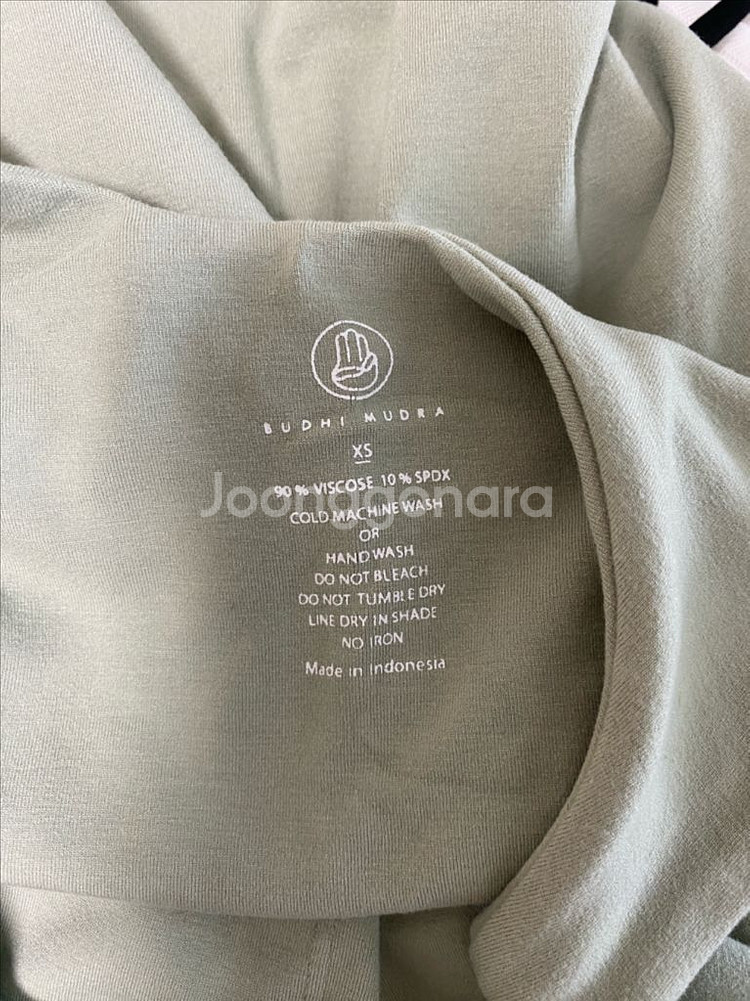 BUDHI MUDRA
XS
90% VISCOSE 10% SPDX
Joonggonara
COLD MACHINE WASH
OR
HAND WASH
DO NOT BLEACH
DO NOT TUMBLE DRY
LINE DRY IN SHADE
NO IRON
Made in Indonesia